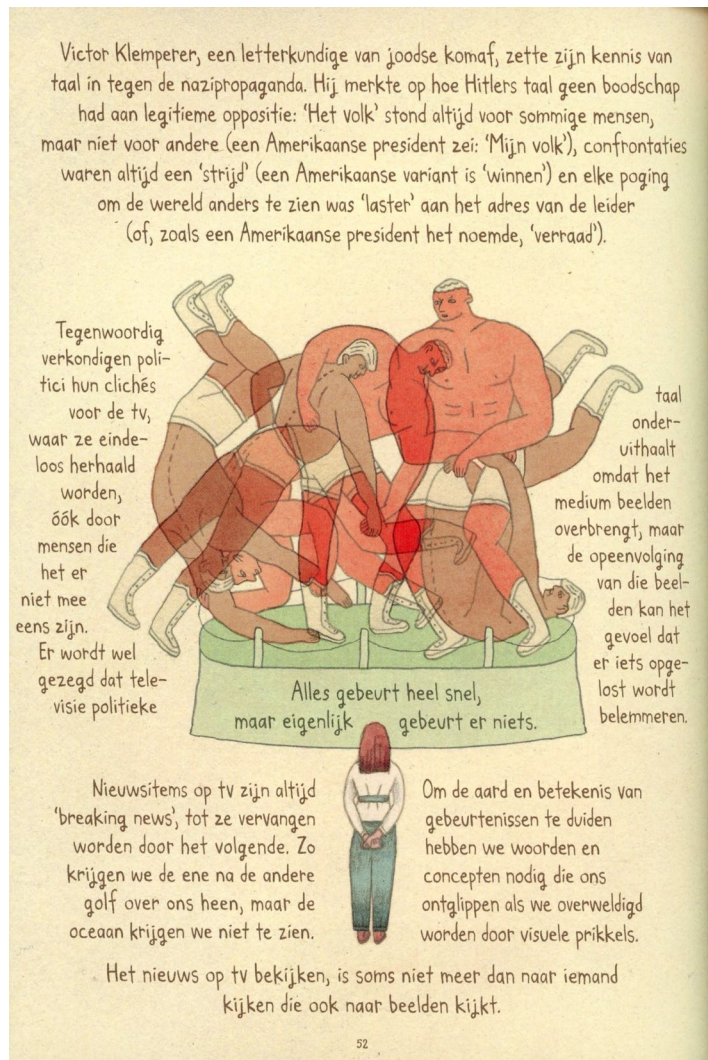 Victor Klemperer, een letterkundige van joodse komaf, zette zijn kennis van
taal in tegen de nazipropaganda. Hij merkte op hoe Hitlers taal geen boodschap
had aan legitieme oppositie: ‘Het volk’ stond altijd voor sommige mensen,
maar niet voor andere (een Amerikaanse president zei: ‘Mijn volk’), confrontaties
waren altijd een ‘strijd’ (een Amerikaanse variant is ‘winnen’) en elke poging
om de wereld anders te zien was ‘laster’ aan het adres van de leider
(of, zoals een Amerikaanse president het noemde, ‘verraad’).
Tegenwoordig
verkondigen poli-
tici hun clichés
voor de tv,
waar ze einde-
loos herhaald
worden,
óók door
mensen die
het er
niet mee
eens zijn.
Er wordt wel
gezegd dat tele-
visie politieke
taal
onder-
uithaalt
omdat het
medium beelden
overbrengt, maar
de opeenvolging
van die beel-
den kan het
gevoel dat
er iets opge-
lost wordt
belemmeren.
Alles gebeurt heel snel,
maar eigenlijk gebeurt er niets.
Nieuwsitems op tv zijn altijd
‘breaking news’, tot ze vervangen
worden door het volgende. Zo
krijgen we de ene na de andere
golf over ons heen, maar de
oceaan krijgen we niet te zien.
Om de aard en betekenis van
gebeurtenissen te duiden
hebben we woorden en
concepten nodig die ons
ontglippen als we overweldigd
worden door visuele prikkels.
Het nieuws op tv bekijken, is soms niet meer dan naar iemand
kijken die ook naar beelden kijkt.
52